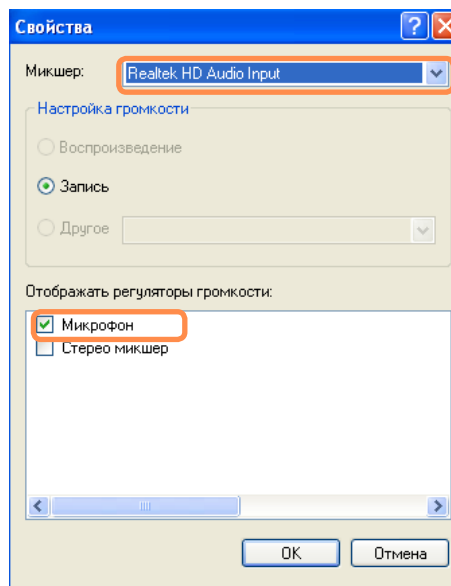 Свойства
Микшер: Realtek HD Audio Input
Настройка громкости
Воспроизведение
Запись
Другое
Отображать регуляторы громкости:
Микрофон
Стерео микшер
OK Отмена